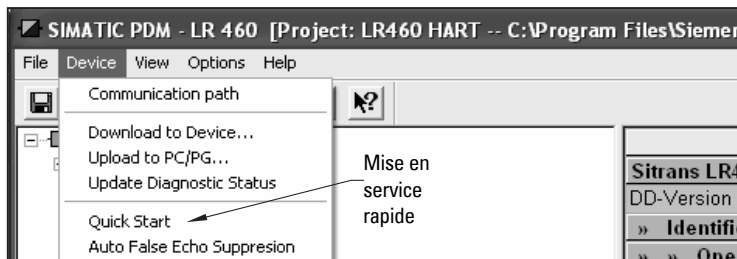 SIMATIC PDM - LR 460 [Project: LR460 HART -- C:\Program Files\Siemen
File Device View Options Help
Communication path
Download to Device...
Upload to PC/PG...
Update Diagnostic Status
Quick Start
Auto False Echo Suppresion
Mise en
service
rapide
Sitrans LR4
DD-Version
» Identifi
» » Ope